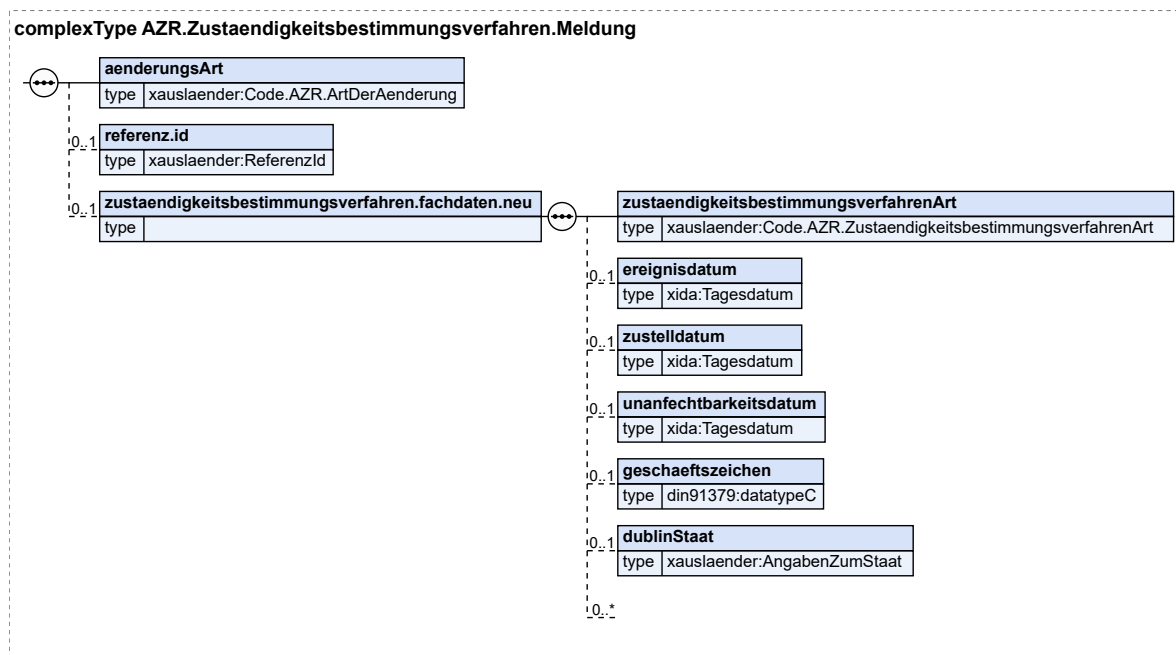 complexType AZR.Zustaendigkeitsbestimmungsverfahren.Meldung
aenderungsArt
type xauslaender:Code.AZR.ArtDerAenderung
0..1
referenz.id
type xauslaender:ReferenzId
0..1
zustaendigkeitsbestimmungsverfahren.fachdaten.neu
type
zustaendigkeitsbestimmungsverfahrenArt
type xauslaender:Code.AZR.ZustaendigkeitsbestimmungsverfahrenArt
0..1
ereignisdatum
type xida:Tagesdatum
0..1
zustelldatum
type xida:Tagesdatum
0..1
unanfechtbarkeitsdatum
type xida:Tagesdatum
0..1
geschaeftszeichen
type din91379:datatypeC
0..1
dublinStaat
type xauslaender:AngabenZumStaat
0..*